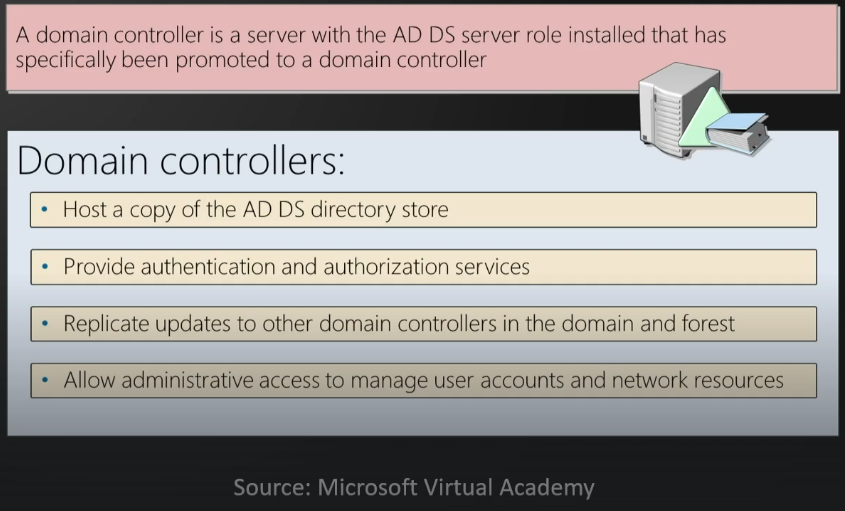 A domain controller is a server with the AD DS server role installed that has
specifically been promoted to a domain controller
Domain controllers:
• Host a copy of the AD DS directory store
• Provide authentication and authorization services
• Replicate updates to other domain controllers in the domain and forest
• Allow administrative access to manage user accounts and network resources
Source: Microsoft Virtual Academy